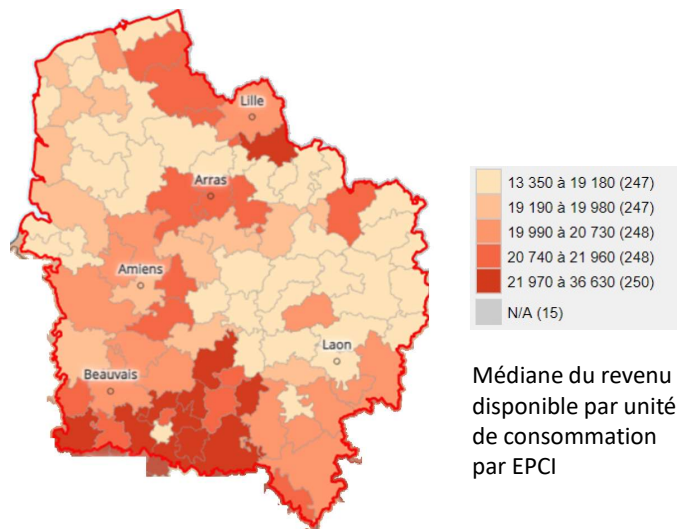 Lille
Arras
Amiens
Laon
Beauvais
13 350 à 19 180 (247)
19 190 à 19 980 (247)
19 990 à 20 730 (248)
20 740 à 21 960 (248)
21 970 à 36 630 (250)
N/A (15)
Médiane du revenu
disponible par unité
de consommation
par EPCI